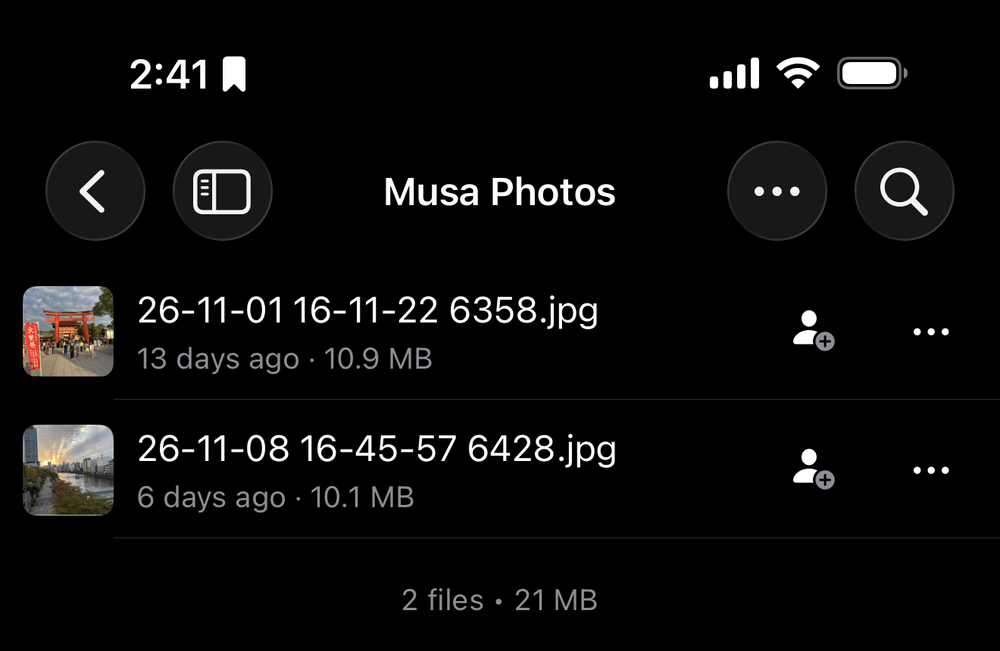 2:41
Musa Photos
26-11-01 16-11-22 6358.jpg
13 days ago · 10.9 MB
26-11-08 16-45-57 6428.jpg
6 days ago · 10.1 MB
2 files • 21 MB